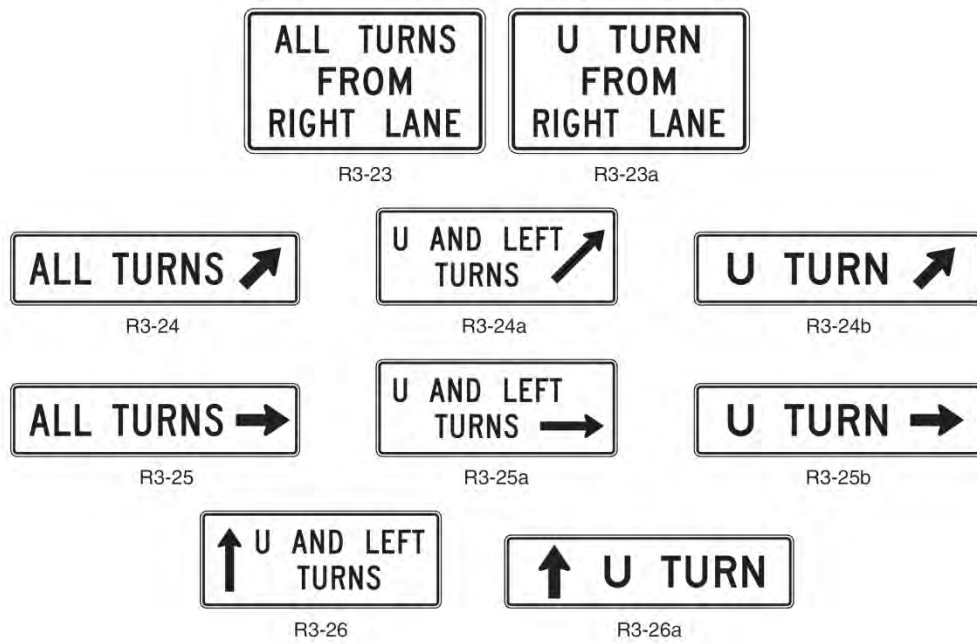 ALL TURNS
FROM
RIGHT LANE
R3-23
U TURN
FROM
RIGHT LANE
R3-23a
ALL TURNS
R3-24
U AND LEFT
TURNS
R3-24a
U TURN
R3-24b
ALL TURNS
R3-25
U AND LEFT
TURNS
R3-25a
U TURN
R3-25b
U AND LEFT
TURNS
R3-26
U TURN
R3-26a